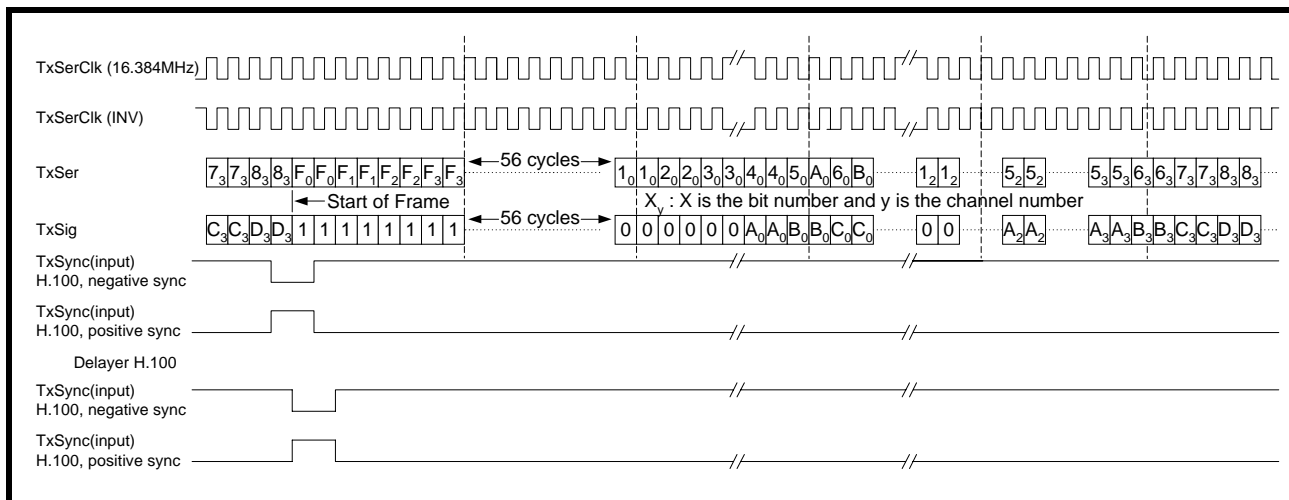 TxSerClk (16.384MHz)
TxSerClk (INV)
TxSer
7₃ 7₃ 8₃ 8₃ F₀ F₀ F₁ F₁ F₂ F₂ F₃ F₃
56 cycles
1₀ 1₀ 2₀ 2₀ 3₀ 3₀ 4₀ 4₀ 5₀ A₀ 6₀ B₀
1₂ 1₂
5₂ 5₂
5₃ 5₃ 6₃ 6₃ 7₃ 7₃ 8₃ 8₃
Start of Frame
X_y : X is the bit number and y is the channel number
TxSig
C₃ C₃ D₃ D₃ 1 1 1 1 1 1 1 1
56 cycles
0 0 0 0 0 0 A₀ A₀ B₀ B₀ C₀ C₀
0 0
A₂ A₂
A₃ A₃ B₃ B₃ C₃ C₃ D₃ D₃
TxSync(input)
H.100, negative sync
TxSync(input)
H.100, positive sync
Delayer H.100
TxSync(input)
H.100, negative sync
TxSync(input)
H.100, positive sync